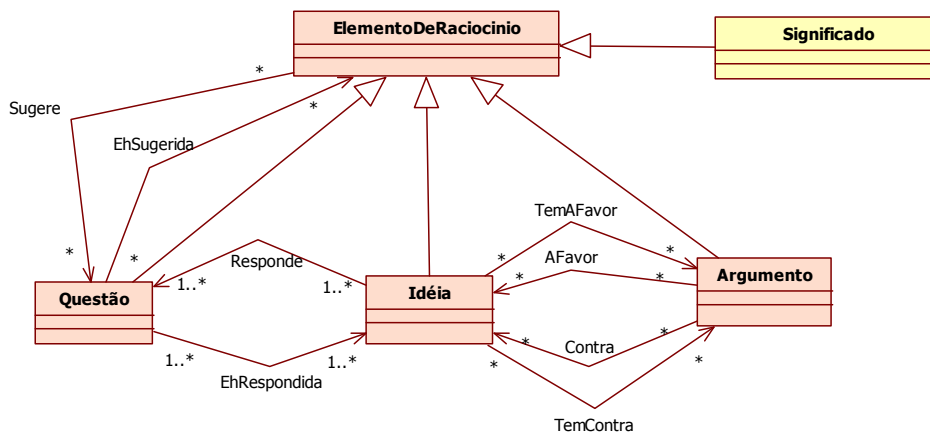 ElementoDeRaciocinio
Significado
*
Sugere
*
EhSugerida
TemAFavor
*
*
*
*
*
Responde
AFavor
*
*
Argumento
1..*
1..*
Questão
Idéia
*
*
Contra
1..*
1..*
*
*
EhRespondida
TemContra